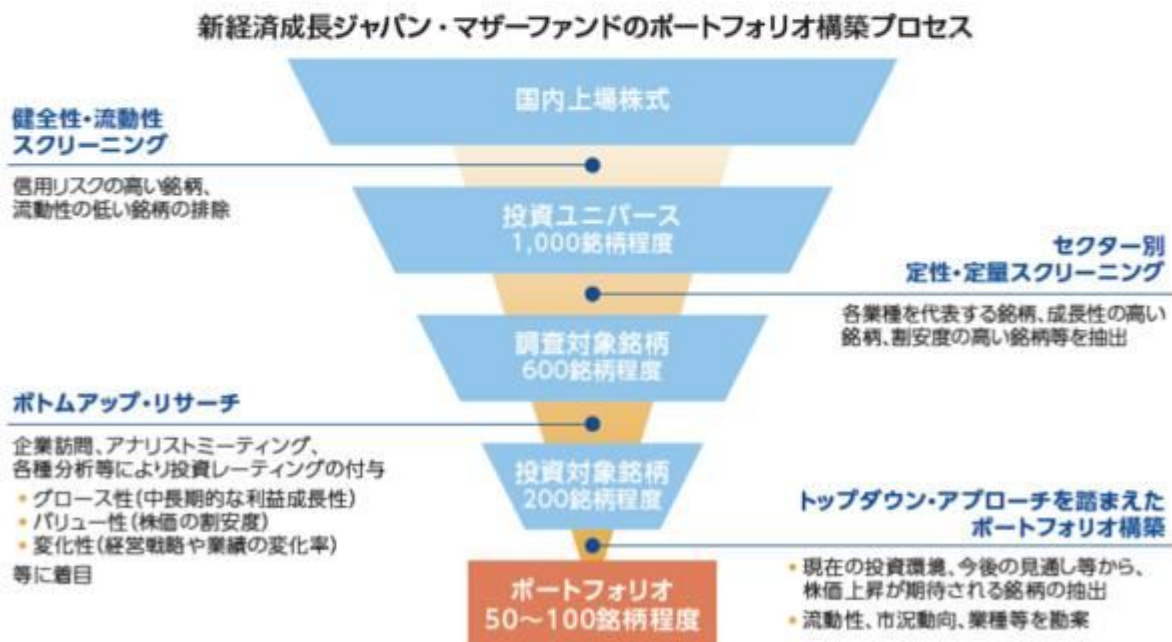 新経済成長ジャパン・マザーファンドのポートフォリオ構築プロセス
国内上場株式
健全性・流動性
スクリーニング
信用リスクの高い銘柄、
流動性の低い銘柄の排除
投資ユニバース
1,000銘柄程度
セクター別
定性・定量スクリーニング
各業種を代表する銘柄、成長性の高い
銘柄、割安度の高い銘柄等を抽出
調査対象銘柄
600銘柄程度
ボトムアップ・リサーチ
企業訪問、アナリストミーティング、
各種分析等により投資レーティングの付与
• グロース性(中長期的な利益成長性)
• バリュー性(株価の割安度)
• 変化性(経営戦略や業績の変化率)
等に着目
投資対象銘柄
200銘柄程度
トップダウン・アプローチを踏まえた
ポートフォリオ構築
• 現在の投資環境、今後の見通し等から、
株価上昇が期待される銘柄の抽出
• 流動性、市況動向、業種等を勘案
ポートフォリオ
50～100銘柄程度